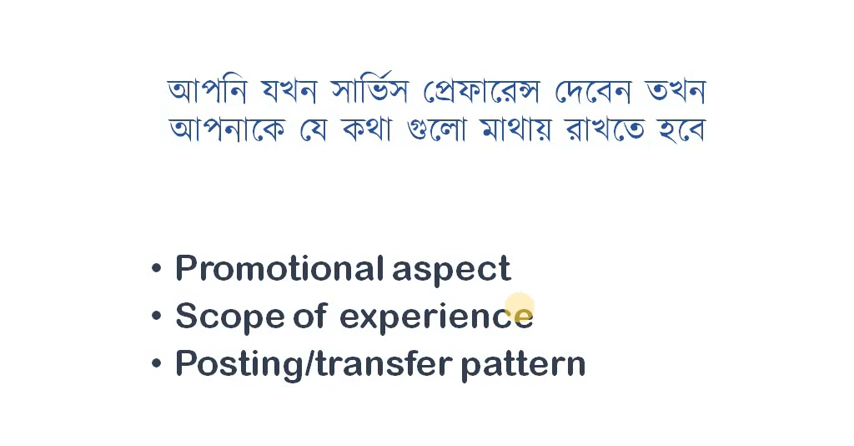 আপনি যখন সার্ভিস প্রেফারেন্স দেবেন তখন
আপনাকে যে কথা গুলো মাথায় রাখতে হবে
• Promotional aspect
• Scope of experience
• Posting/transfer pattern